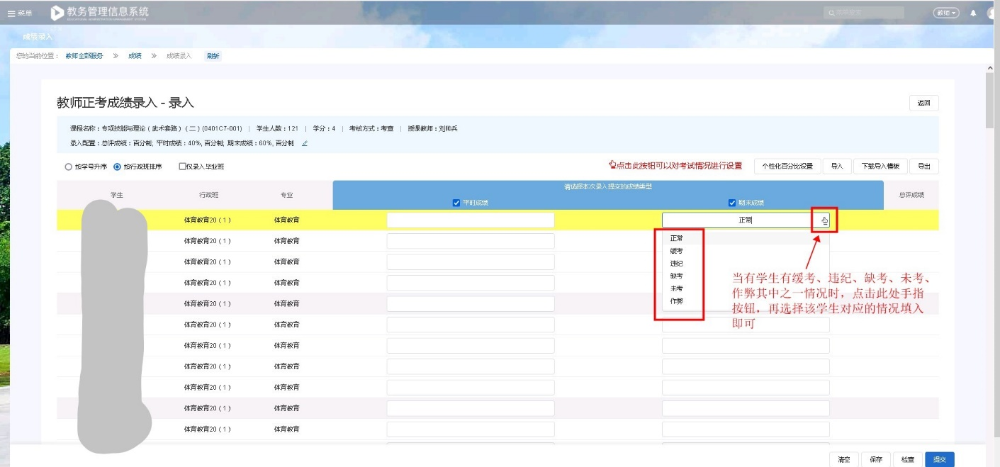 菜单
教务管理信息系统
教师
成绩录入
您的当前位置： 教师全部服务 》 成绩 》 成绩录入 刷新
教师正考成绩录入 - 录入
返回
课程名称：专项技能与理论（武术套路）（二）(0401C7-001) | 学生人数：121 | 学分：4 | 考核方式：考查 | 授课教师：刘帅兵
录入配置：总评成绩：百分制; 平时成绩：40%, 百分制; 期末成绩：60%, 百分制
按学号升序 按行政班排序 仅录入毕业班 点击此按钮可以对考试情况进行设置 个性化百分比设置 导入 下载导入模板 导出
请选择本次录入提交的成绩类型
学生 行政班 专业 平时成绩 期末成绩 总评成绩
体育教育20（1） 体育教育 正常
体育教育20（1） 体育教育
体育教育20（1） 体育教育
体育教育20（1） 体育教育
体育教育20（1） 体育教育
体育教育20（1） 体育教育
体育教育20（1） 体育教育
体育教育20（1） 体育教育
体育教育20（1） 体育教育
体育教育20（1） 体育教育
体育教育20（1） 体育教育
正常
缓考
违纪
缺考
未考
作弊
当有学生有缓考、违纪、缺考、未考、
作弊其中之一情况时，点击此处手指
按钮，再选择该学生对应的情况填入
即可
清空 保存 检查 提交